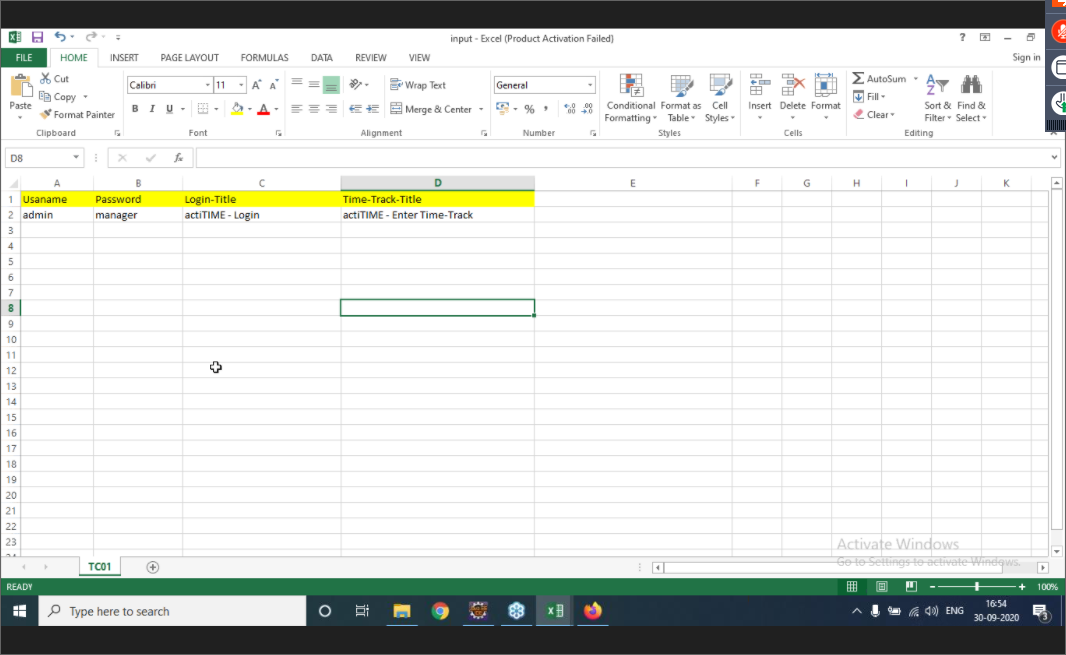 input - Excel (Product Activation Failed)
?
FILE HOME INSERT PAGE LAYOUT FORMULAS DATA REVIEW VIEW Sign in
Paste
Cut
Copy
Format Painter
Clipboard
Calibri 11
B I U
Font
Wrap Text
Merge & Center
Alignment
General
%
Number
Conditional Formatting
Format as Table
Cell Styles
Styles
Insert Delete Format
Cells
AutoSum
Fill
Clear
Sort & Filter
Find & Select
Editing
D8 fx
A B C D E F G H I J K
1 Usaname Password Login-Title Time-Track-Title
2 admin manager actiTIME - Login actiTIME - Enter Time-Track
3
4
5
6
7
8
9
10
11
12
13
14
15
16
17
18
19
20
21
22
23
Activate Windows
Go to Settings to activate Windows.
TC01
READY 100%
Type here to search
ENG
16:54
30-09-2020
3